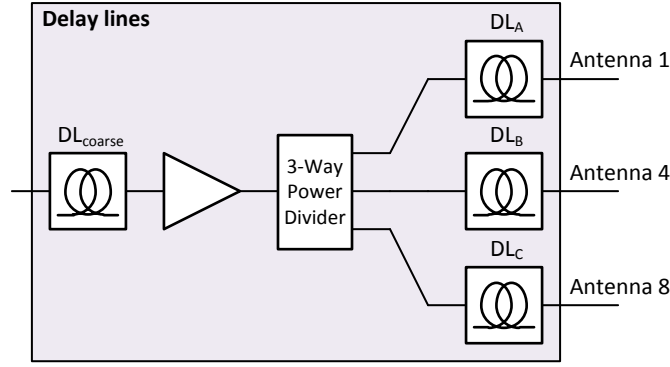 Delay lines
DL_A
Antenna 1
DL_coarse
DL_B
Antenna 4
3-Way
Power
Divider
DL_C
Antenna 8